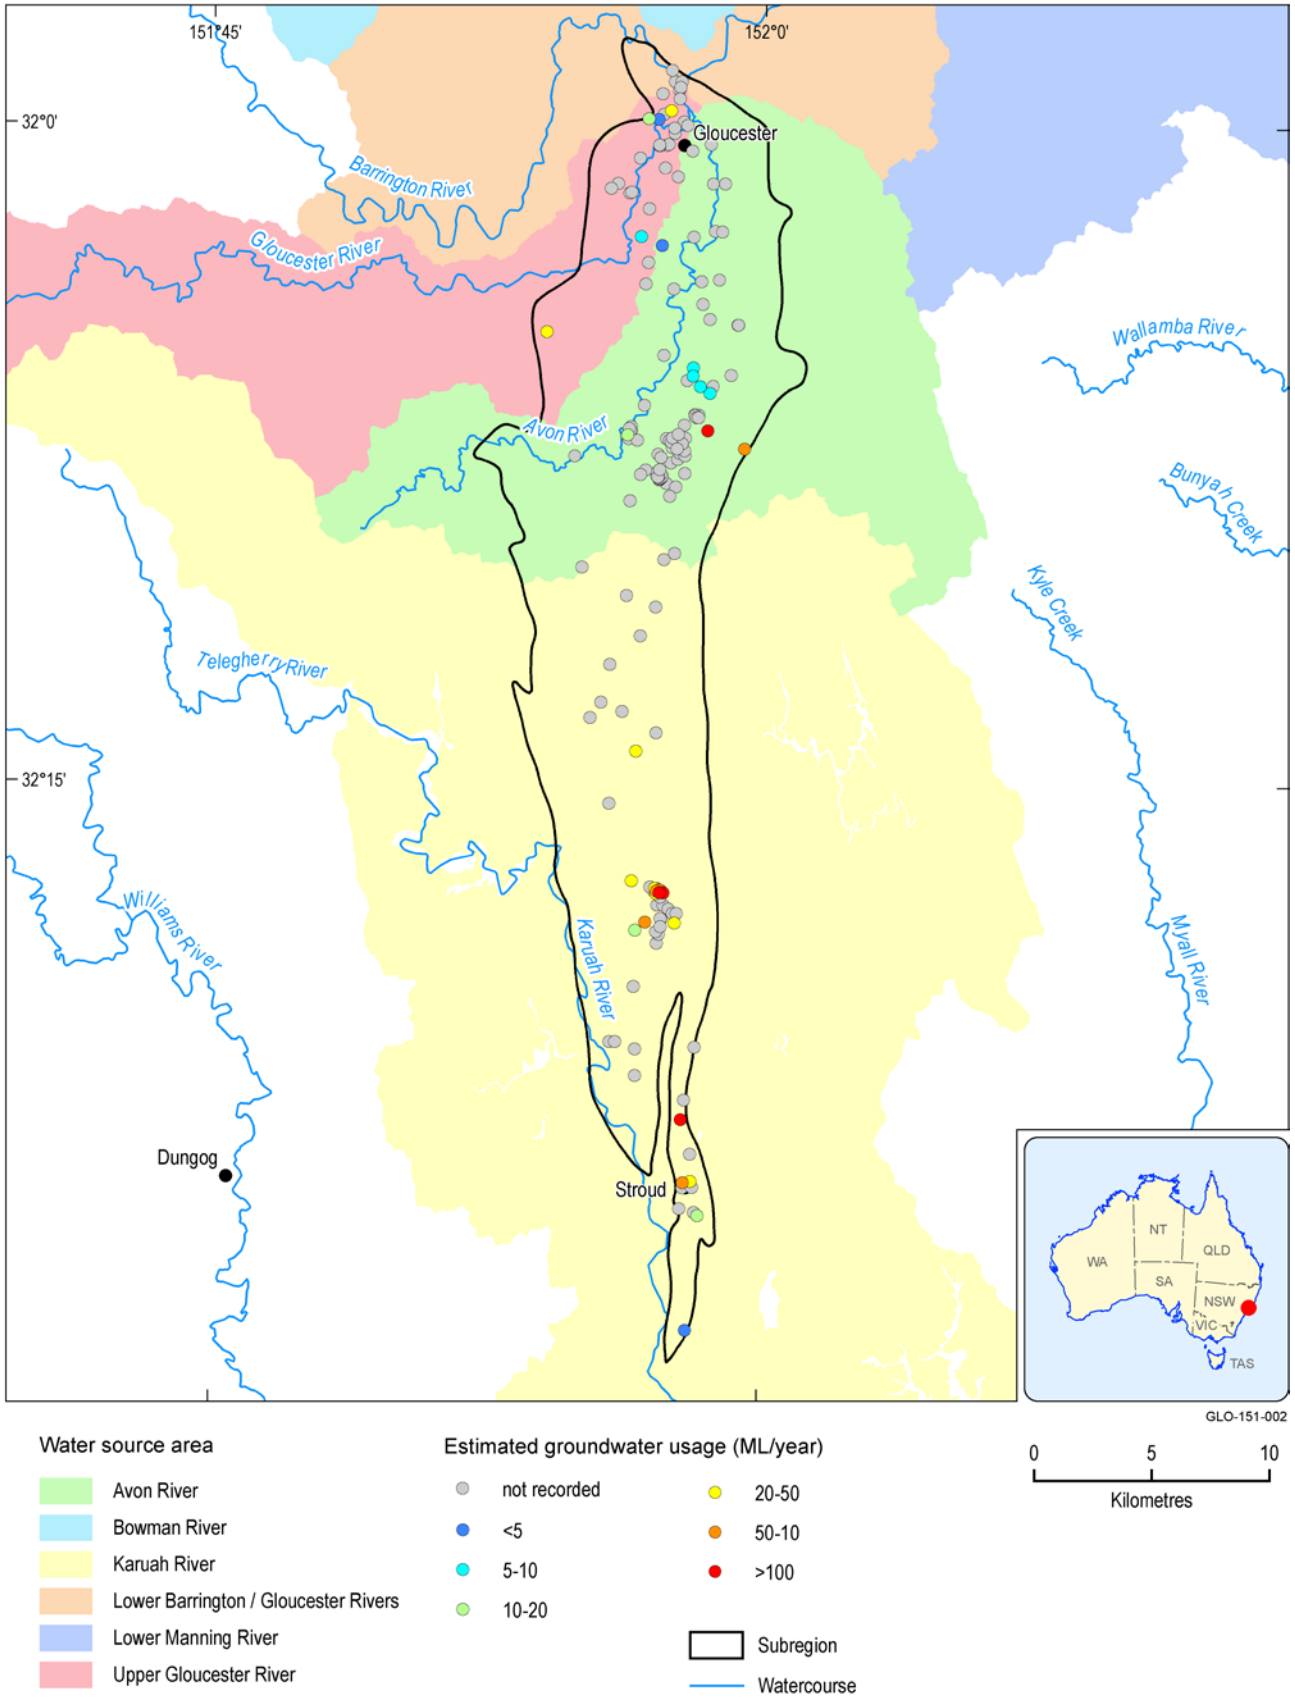 151°45'
152°0'
32°0'
Gloucester
Barrington River
Gloucester River
Wallamba River
Avon River
Bunyah Creek
Kyle Creek
Telegherry River
32°15'
Williams River
Karuah River
Myall River
Dungog
Stroud
NT
WA
QLD
SA
NSW
VIC
TAS
GLO-151-002
Water source area
Avon River
Bowman River
Karuah River
Lower Barrington / Gloucester Rivers
Lower Manning River
Upper Gloucester River
Estimated groundwater usage (ML/year)
not recorded
<5
5-10
10-20
20-50
50-10
>100
Subregion
Watercourse
0 5 10
Kilometres